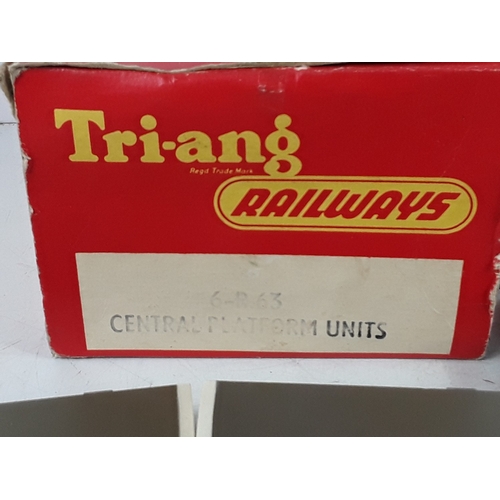 Tri-ang
Regd Trade Mark
RAILWAYS
6-R 63
CENTRAL PLATFORM UNITS